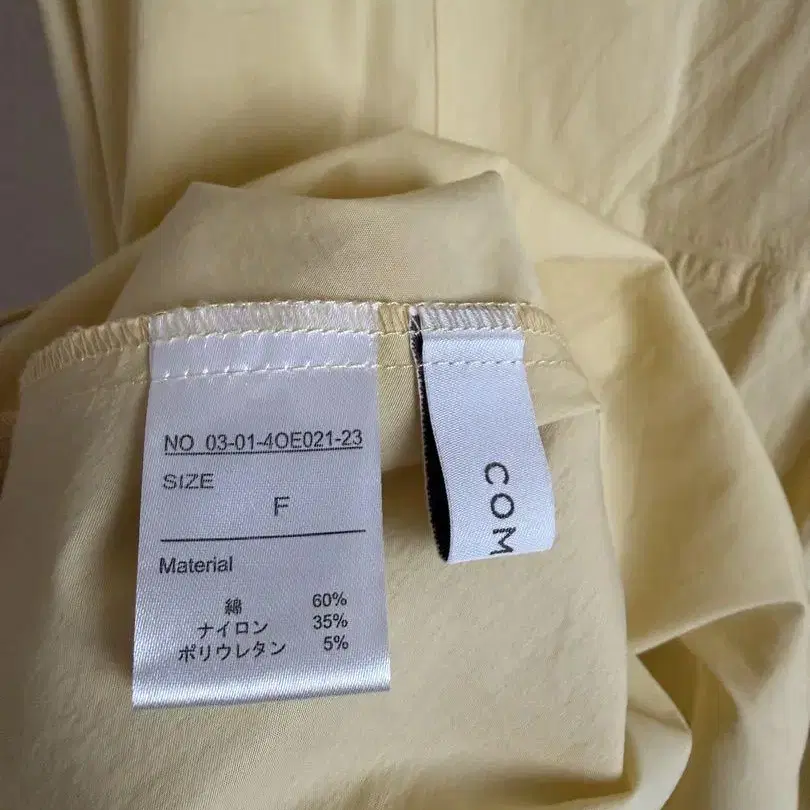 NO 03-01-4OE021-23
SIZE
F
Material
綿 60%
ナイロン 35%
ポリウレタン 5%
COM